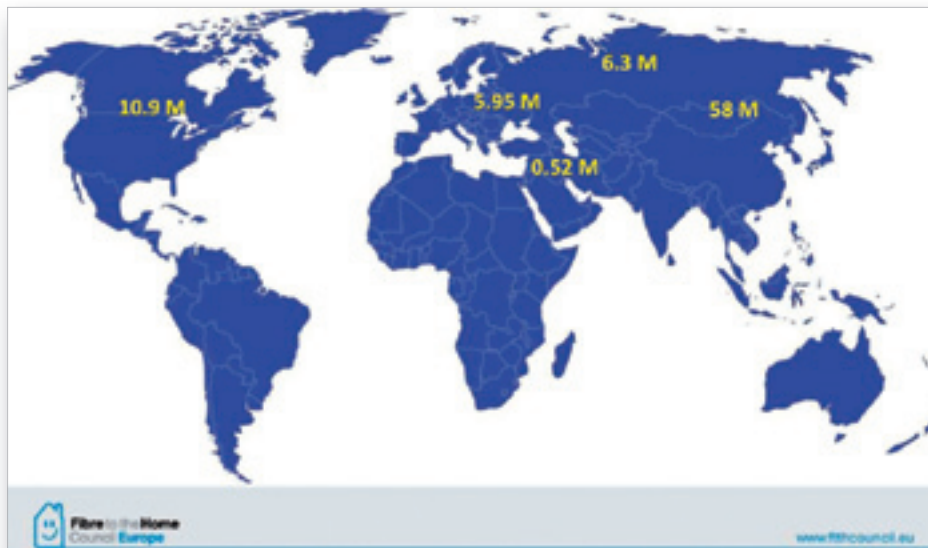 6.3 M
10.9 M
5.95 M
58 M
0.52 M
Fibre to the Home
Council Europe
www.ftthcouncil.eu